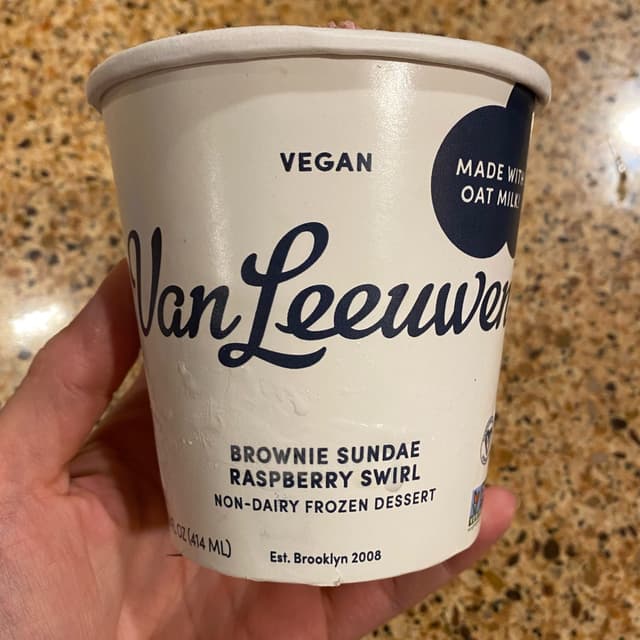 VEGAN
MADE WITH
OAT MILK
Van Leeuwen
BROWNIE SUNDAE
RASPBERRY SWIRL
NON-DAIRY FROZEN DESSERT
OZ (414 ML)
Est. Brooklyn 2008